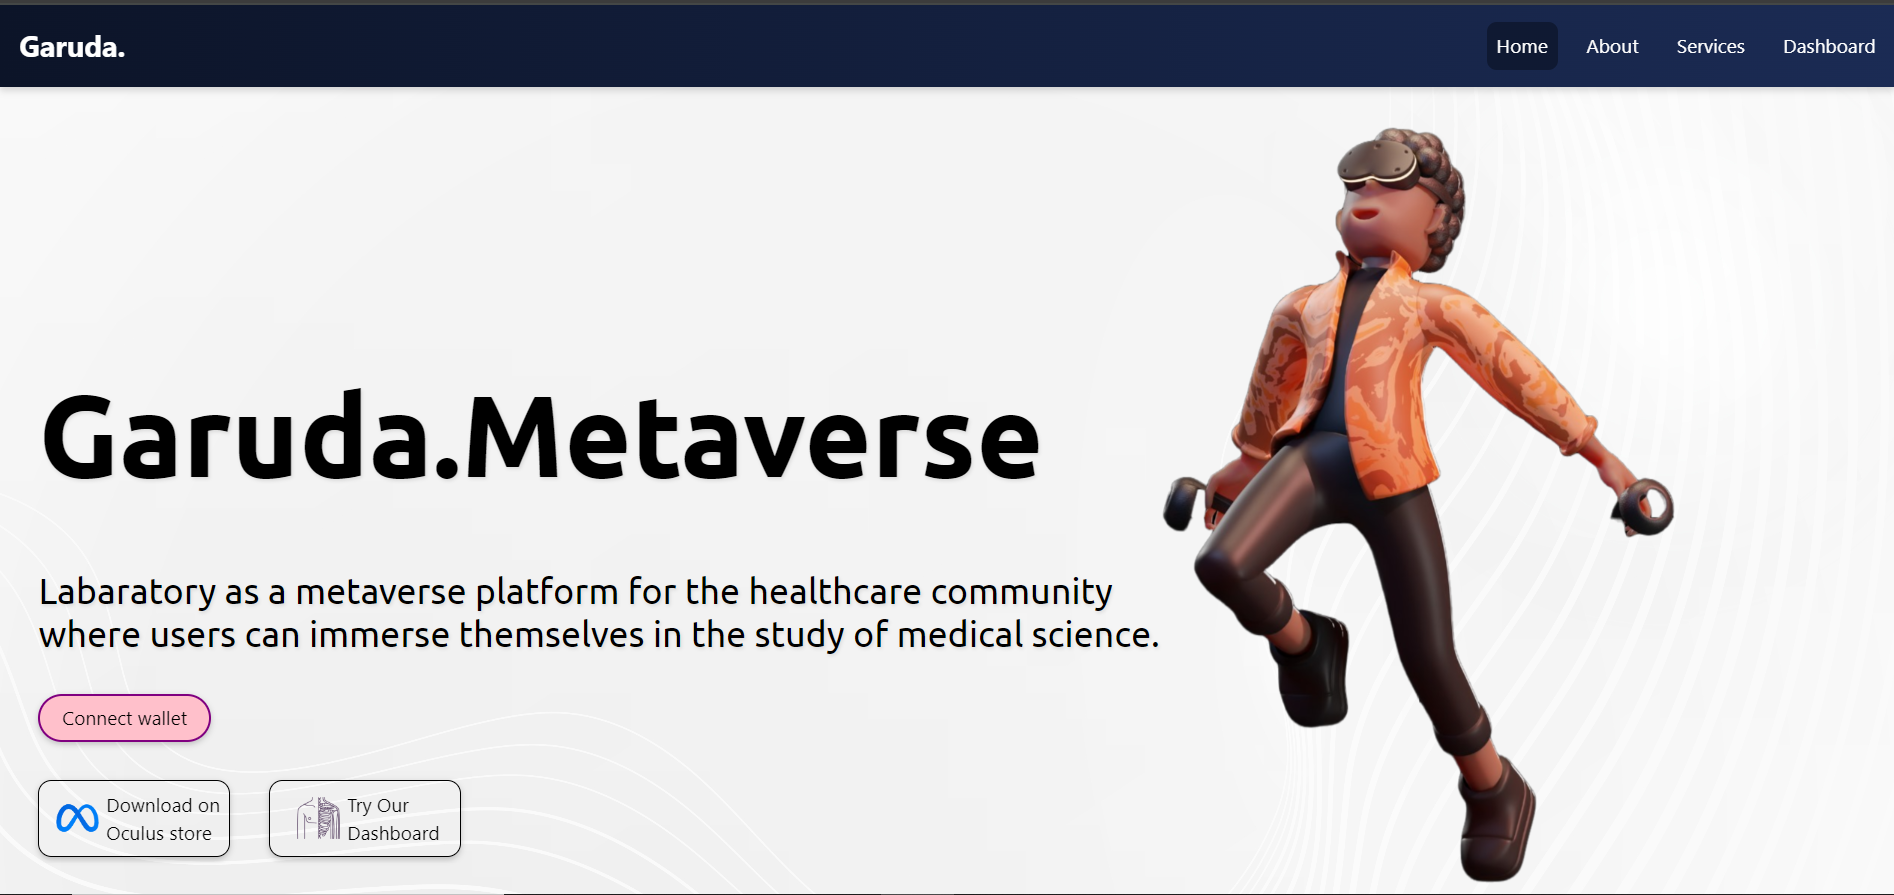 Garuda.
Home
About
Services
Dashboard
Garuda.Metaverse
Labaratory as a metaverse platform for the healthcare community
where users can immerse themselves in the study of medical science.
Connect wallet
Download on
Oculus store
Try Our
Dashboard